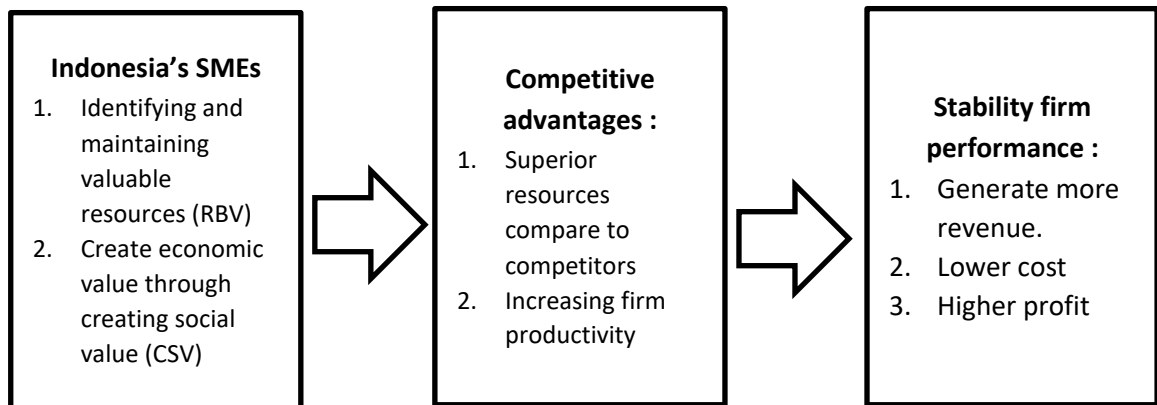 Indonesia's SMEs
1. Identifying and
maintaining
valuable
resources (RBV)
2. Create economic
value through
creating social
value (CSV)
Competitive
advantages :
1. Superior
resources
compare to
competitors
2. Increasing firm
productivity
Stability firm
performance :
1. Generate more
revenue.
2. Lower cost
3. Higher profit